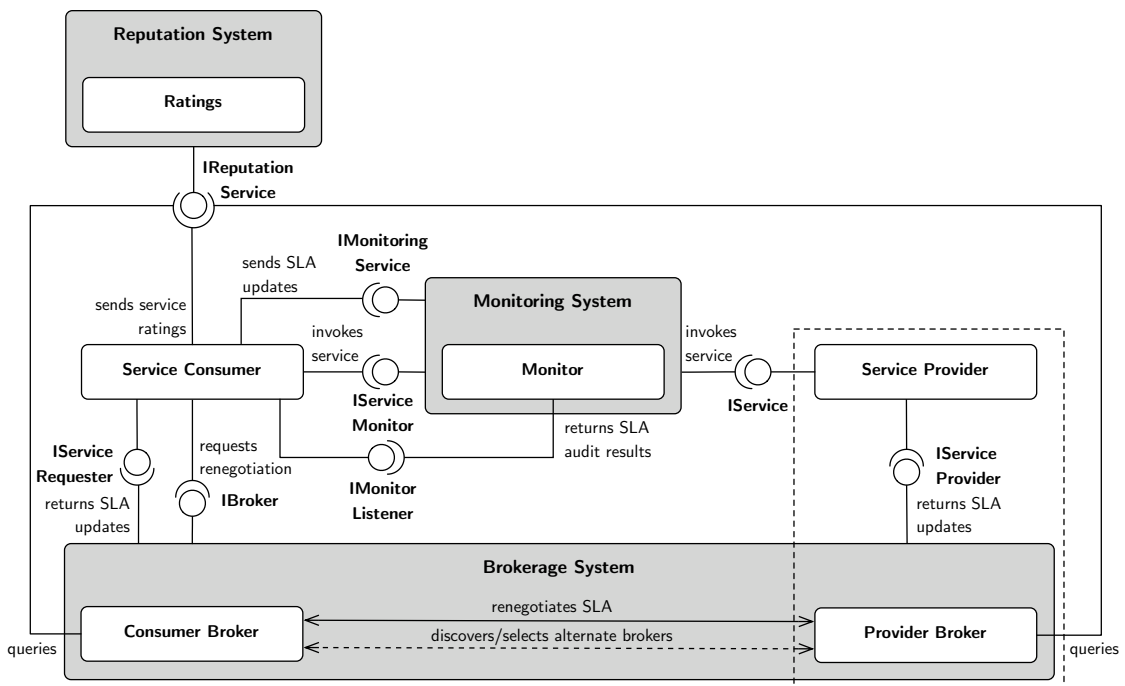 Reputation System
Ratings
IReputation
Service
IMonitoring
Service
sends SLA
updates
Monitoring System
sends service
ratings
invokes
service
invokes
service
Service Consumer
Monitor
Service Provider
IService
Monitor
IService
returns SLA
audit results
requests
renegotiation
IService
Requester
IService
Provider
IMonitor
Listener
IBroker
returns SLA
updates
returns SLA
updates
Brokerage System
renegotiates SLA
Consumer Broker
discovers/selects alternate brokers
Provider Broker
queries
queries